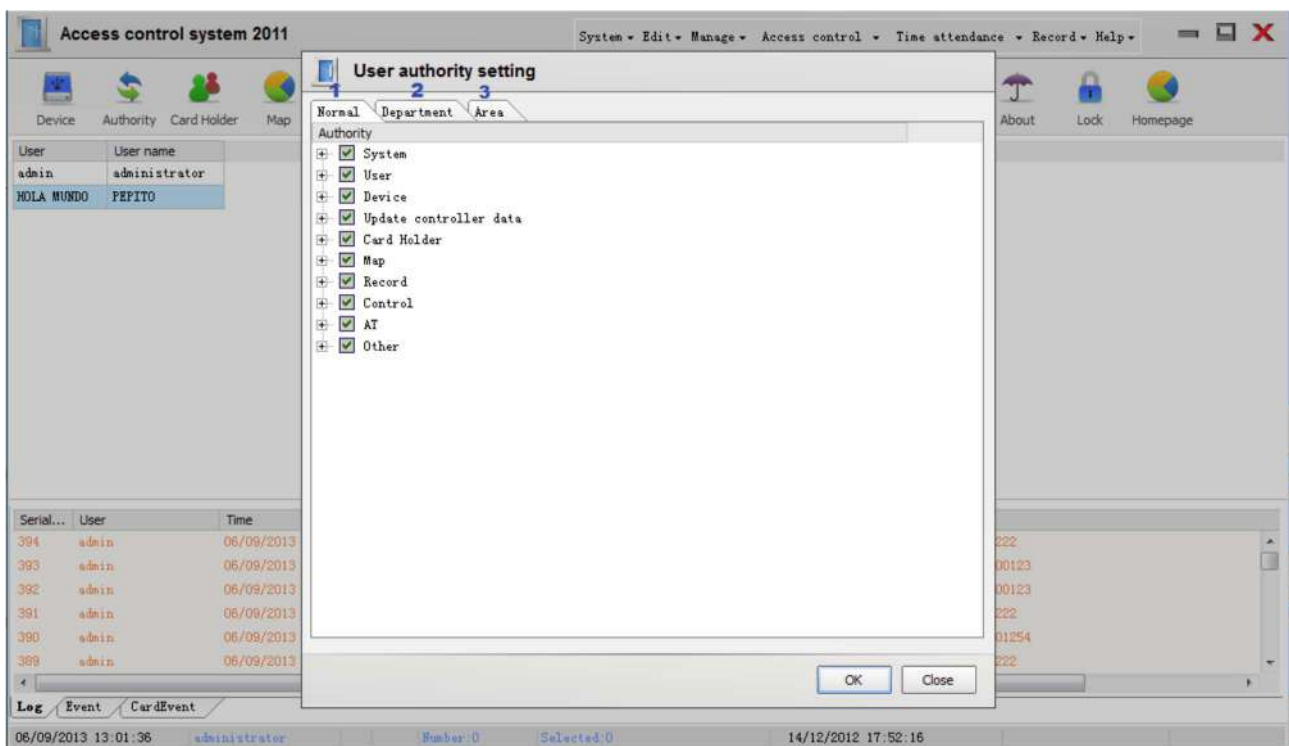 Access control system 2011
System Edit Manage Access control Time attendance Record Help
Device Authority Card Holder Map
About Lock Homepage
User authority setting
1 2 3
Normal Department Area
Authority
System
User
Device
Update controller data
Card Holder
Map
Record
Control
AT
Other
OK Close
User User name
admin administrator
HOLA MUNDO PEPITO
Serial... User Time
394 admin 06/09/2013 222
393 admin 06/09/2013 00123
392 admin 06/09/2013 00123
391 admin 06/09/2013 222
390 admin 06/09/2013 01254
389 admin 06/09/2013 222
Log Event CardEvent
06/09/2013 13:01:36 administrator Number:0 Selected:0 14/12/2012 17:52:16